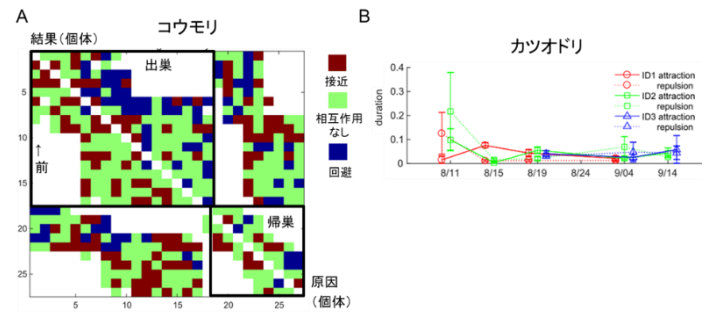 A
コウモリ
結果（個体）
出巣
5
10
15
20
25
↑
前
帰巣
原因
（個体）
5
10
15
20
25
接近
相互作用
なし
回避
B
カツオドリ
0.4
0.3
0.2
0.1
0
duration
ID1 attraction
repulsion
ID2 attraction
repulsion
ID3 attraction
repulsion
8/11
8/15
8/19
8/24
9/04
9/14